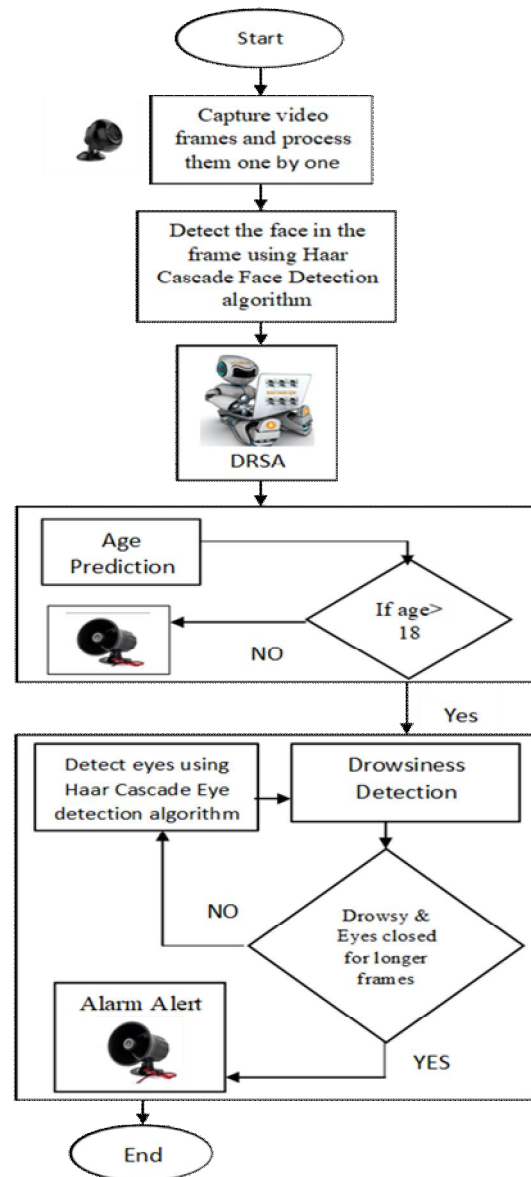 Start
Capture video
frames and process
them one by one
Detect the face in the
frame using Haar
Cascade Face Detection
algorithm
DRSA
Age
Prediction
If age>
18
NO
Yes
Detect eyes using
Haar Cascade Eye
detection algorithm
Drowsiness
Detection
NO
Drowsy &
Eyes closed
for longer
frames
Alarm Alert
YES
End